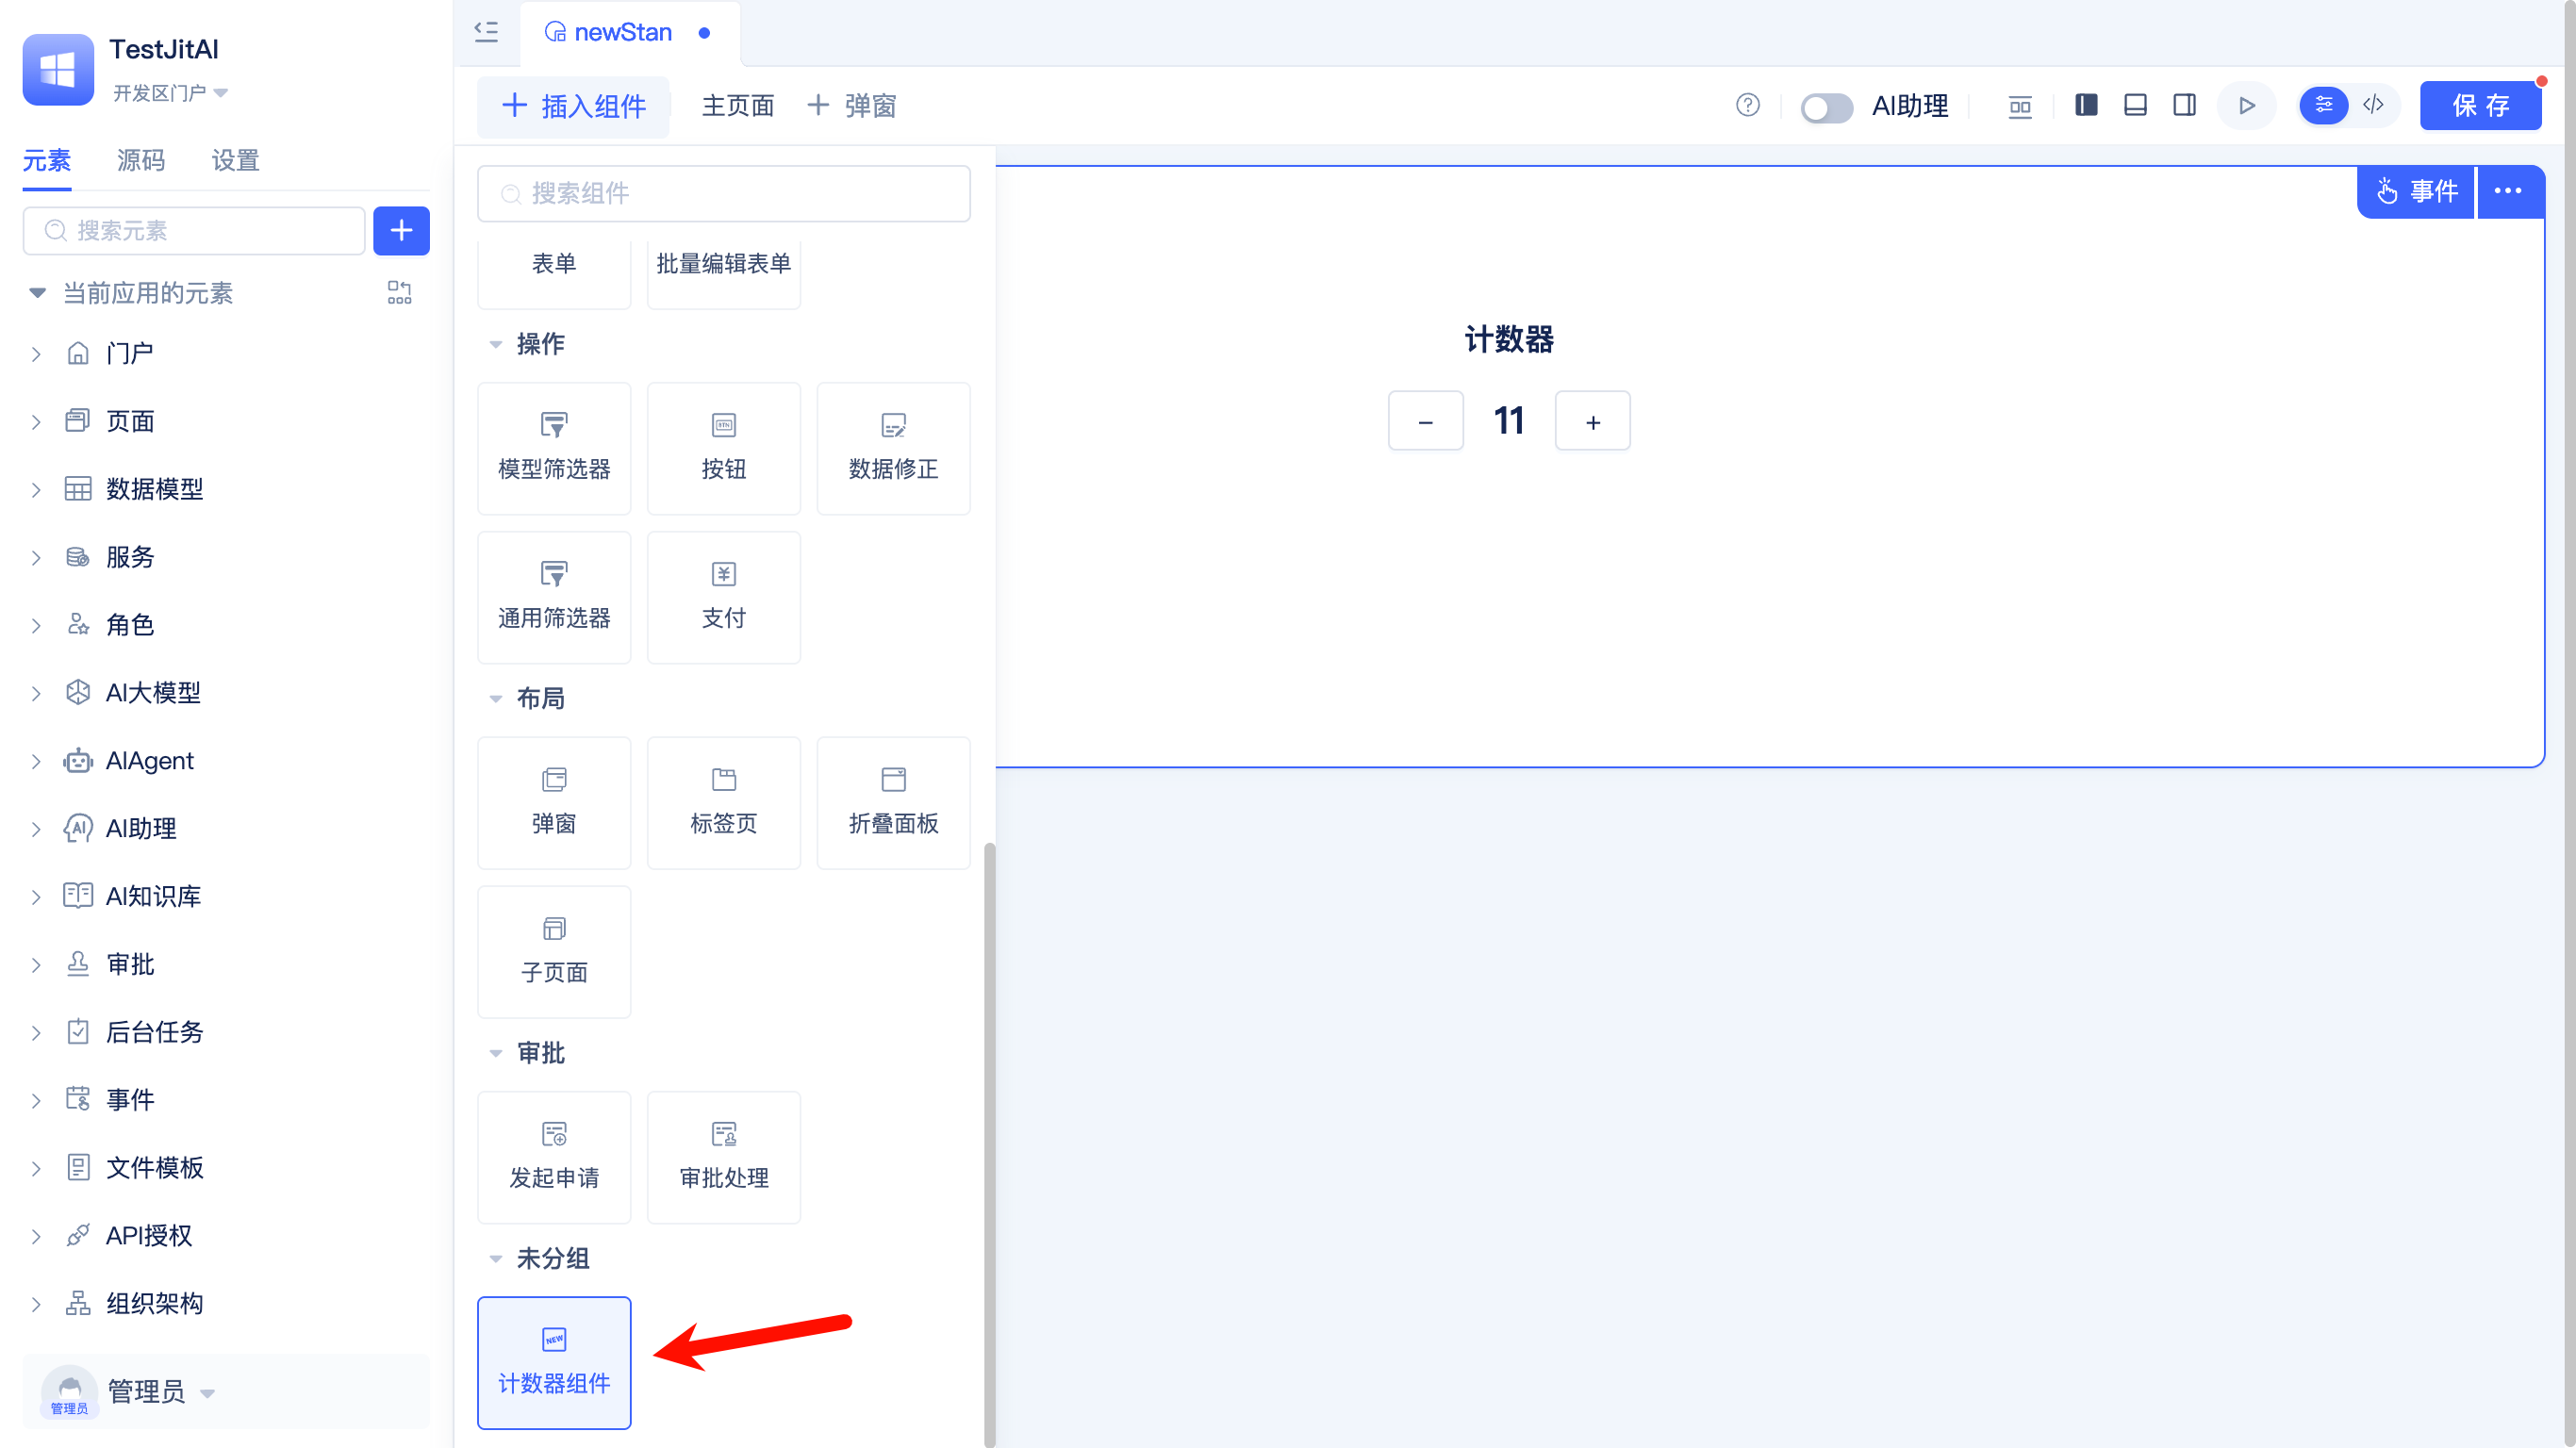 TestJitAI
开发区门户
元素
源码
设置
搜索元素
当前应用的元素
门户
页面
数据模型
服务
角色
AI大模型
AIAgent
AI助理
AI知识库
审批
后台任务
事件
文件模板
API授权
组织架构
管理员
管理员
newStan
插入组件
主页面
弹窗
AI助理
保存
搜索组件
表单
批量编辑表单
操作
模型筛选器
BTN
按钮
数据修正
通用筛选器
支付
布局
弹窗
标签页
折叠面板
子页面
审批
发起申请
审批处理
未分组
NEW
计数器组件
事件
计数器
- 11 +